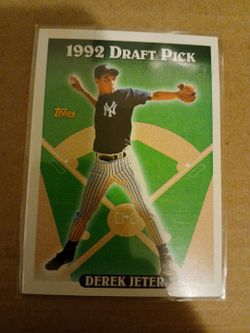 1992 DRAFT PICK
TOPPS
NY
DEREK JETER